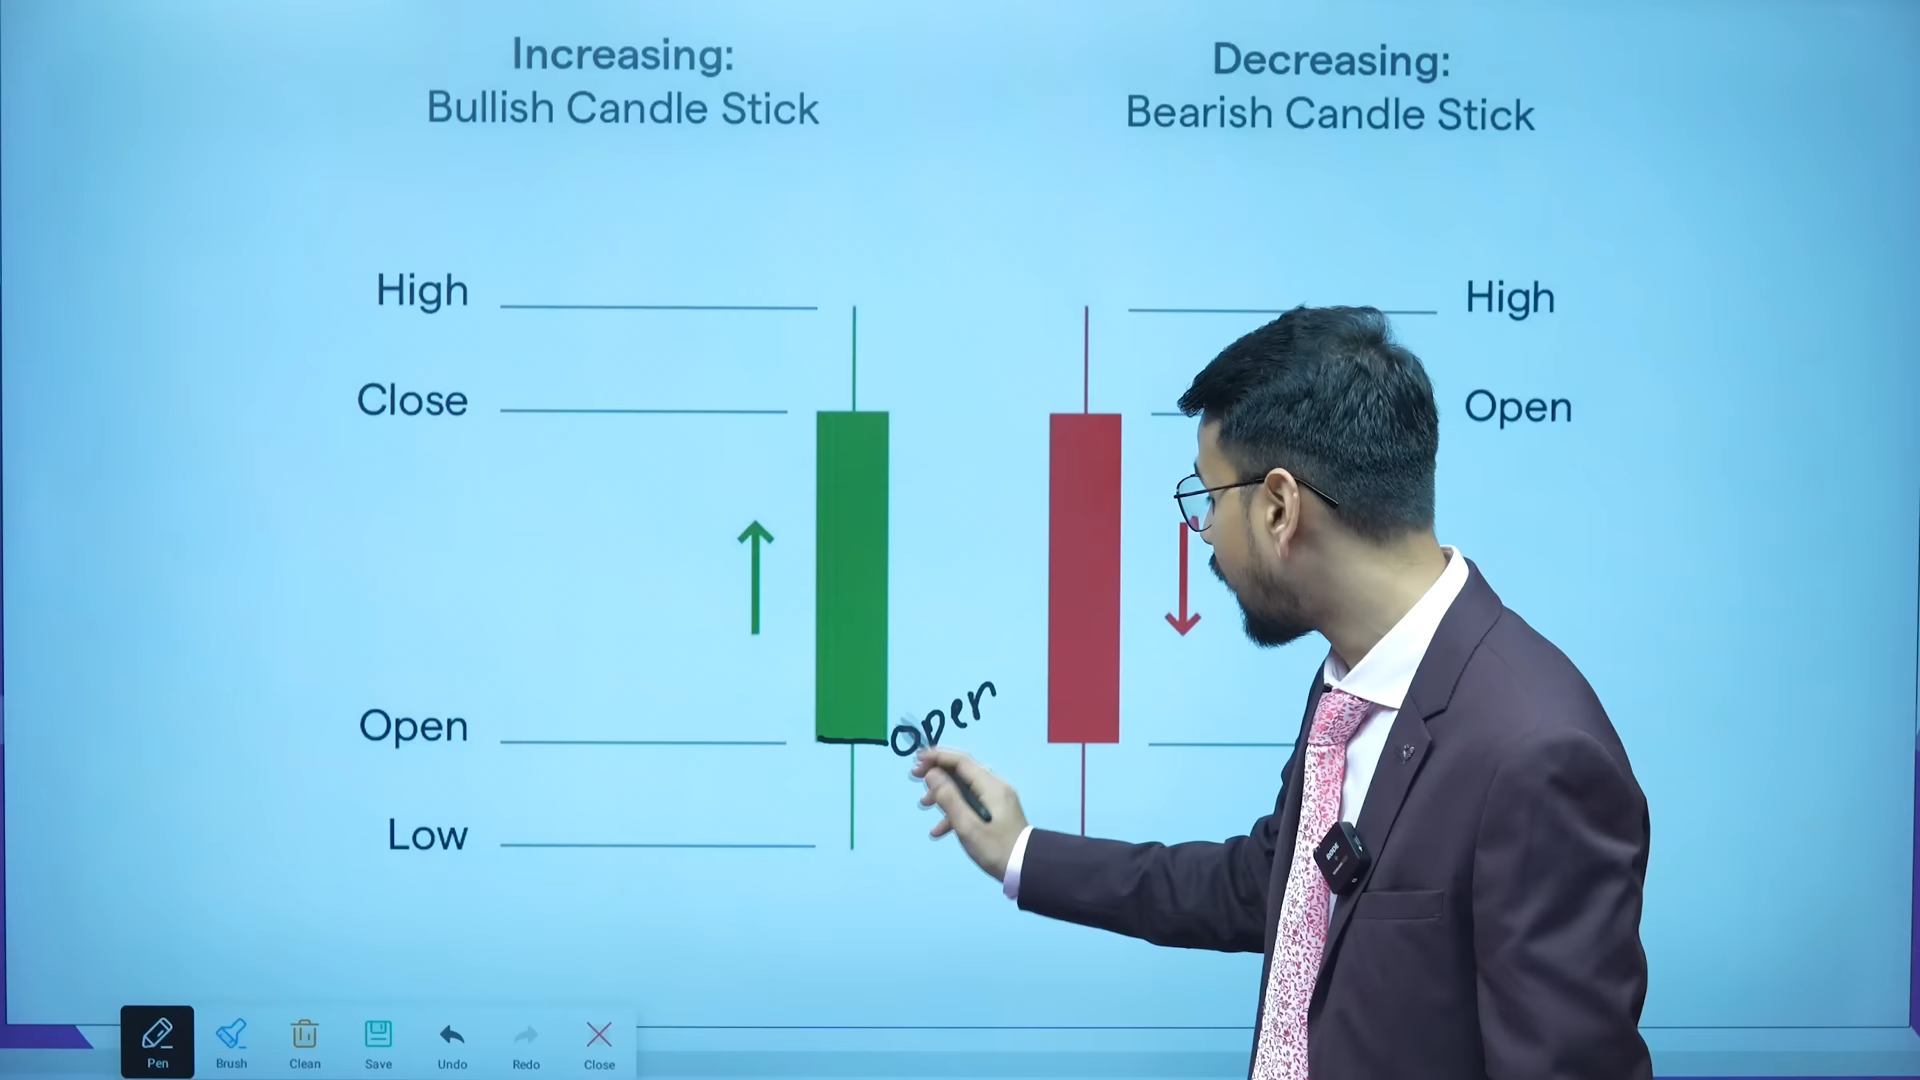 Increasing:
Bullish Candle Stick
Decreasing:
Bearish Candle Stick
High
Close
Open
Low
Open
High
Open
RODE
Pen
Brush
Clean
Save
Undo
Redo
Close